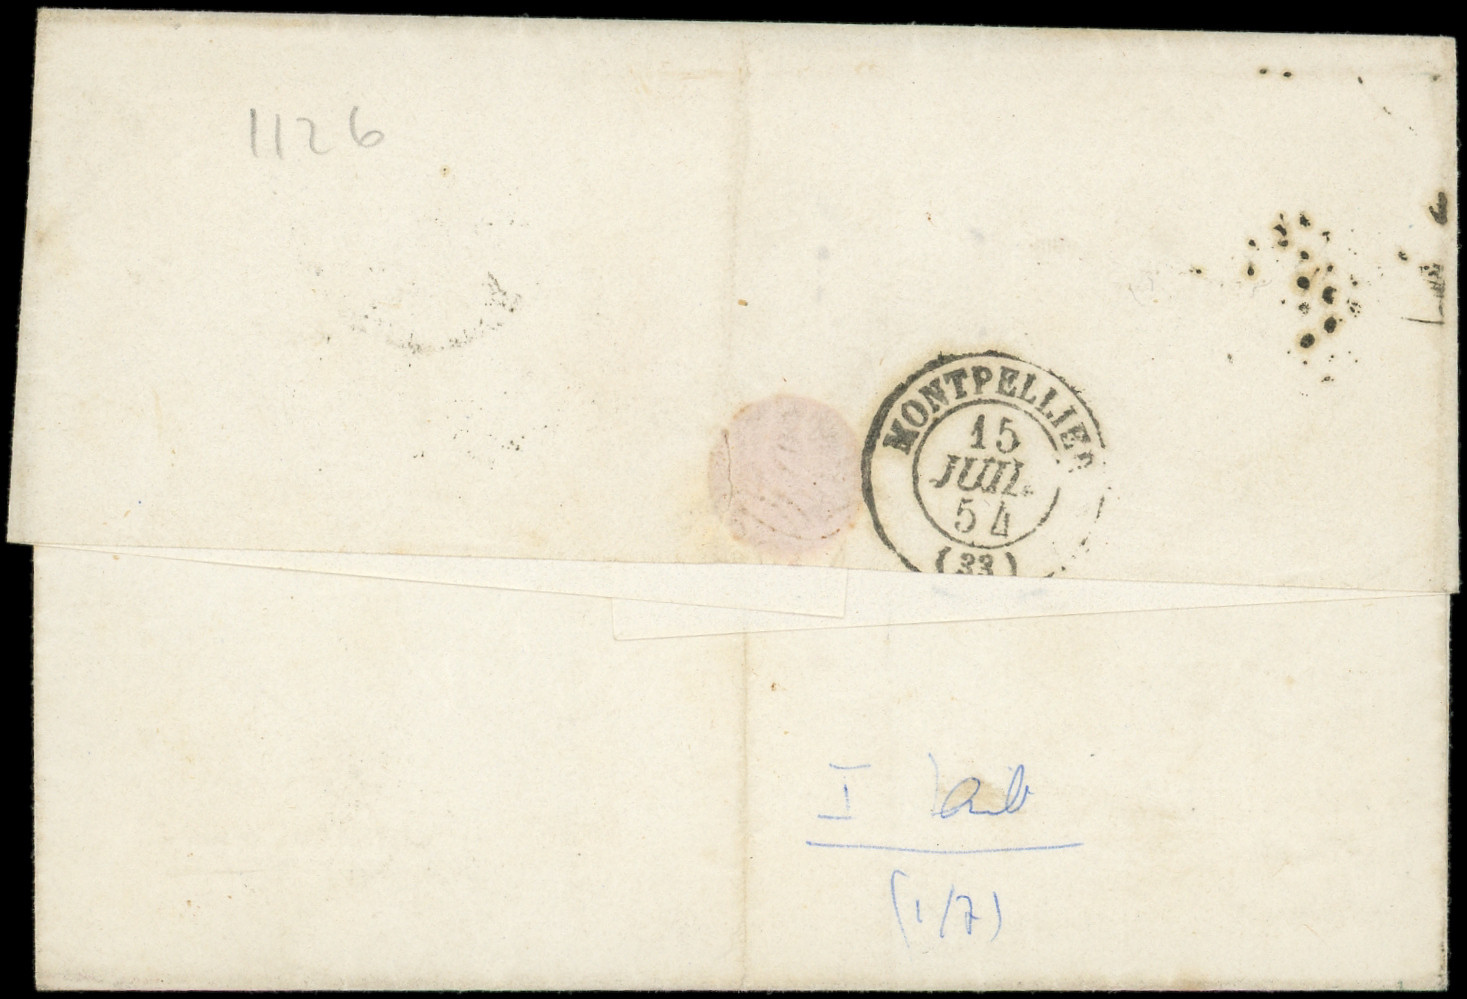 1126
MONTPELLIER
15
JUIL.
54
(33)
I
(1/7)